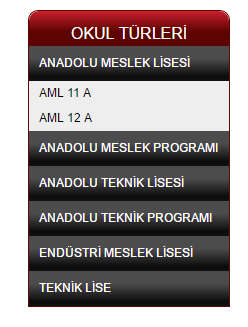 OKUL TÜRLERİ
ANADOLU MESLEK LİSESİ
AML 11 A
AML 12 A
ANADOLU MESLEK PROGRAMI
ANADOLU TEKNİK LİSESİ
ANADOLU TEKNİK PROGRAMI
ENDÜSTRİ MESLEK LİSESİ
TEKNİK LİSE